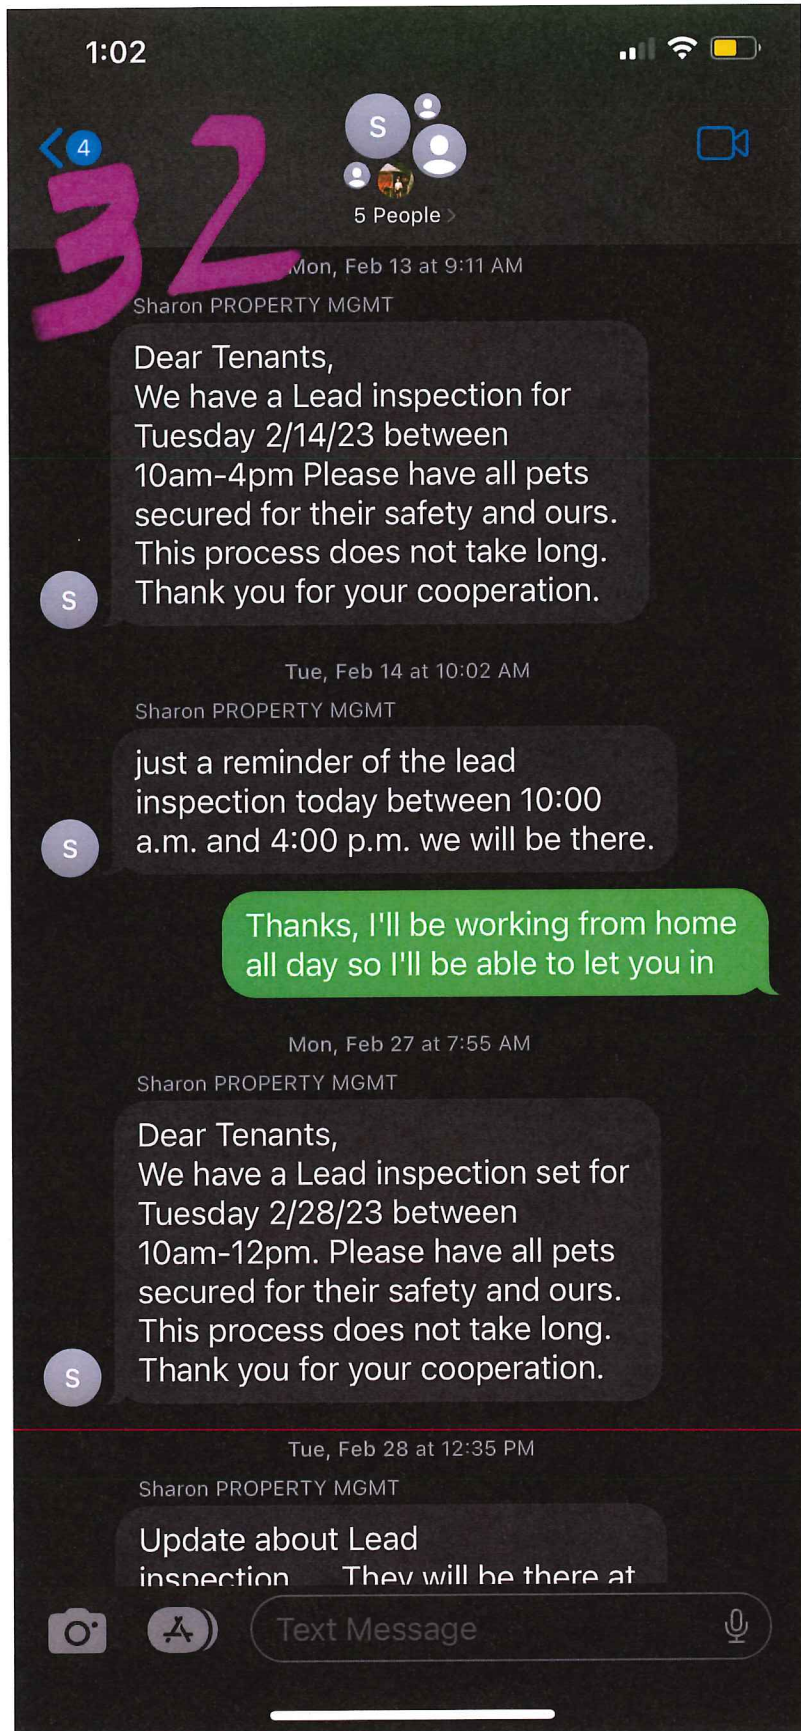 1:02
4
32
S
5 People
Mon, Feb 13 at 9:11 AM
Sharon PROPERTY MGMT
Dear Tenants,
We have a Lead inspection for
Tuesday 2/14/23 between
10am-4pm Please have all pets
secured for their safety and ours.
This process does not take long.
Thank you for your cooperation.
S
Tue, Feb 14 at 10:02 AM
Sharon PROPERTY MGMT
just a reminder of the lead
inspection today between 10:00
a.m. and 4:00 p.m. we will be there.
S
Thanks, I'll be working from home
all day so I'll be able to let you in
Mon, Feb 27 at 7:55 AM
Sharon PROPERTY MGMT
Dear Tenants,
We have a Lead inspection set for
Tuesday 2/28/23 between
10am-12pm. Please have all pets
secured for their safety and ours.
This process does not take long.
Thank you for your cooperation.
S
Tue, Feb 28 at 12:35 PM
Sharon PROPERTY MGMT
Update about Lead
inspection      They will be there at
Text Message